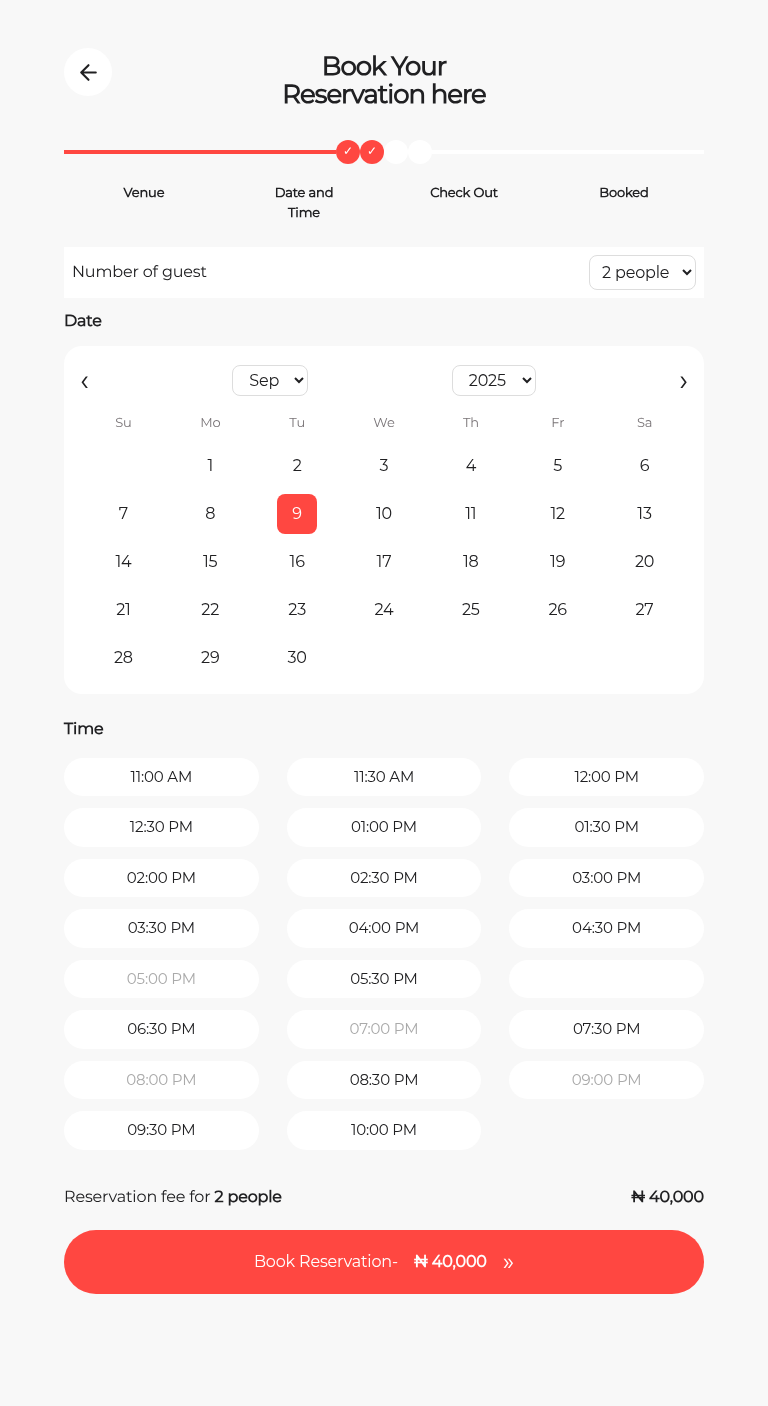 Book Your
Reservation here
✓ ✓
Venue Date and Time Check Out Booked
Number of guest 2 people
Date
‹ Sep 2025 ›
Su Mo Tu We Th Fr Sa
1 2 3 4 5 6
7 8 9 10 11 12 13
14 15 16 17 18 19 20
21 22 23 24 25 26 27
28 29 30
Time
11:00 AM 11:30 AM 12:00 PM
12:30 PM 01:00 PM 01:30 PM
02:00 PM 02:30 PM 03:00 PM
03:30 PM 04:00 PM 04:30 PM
05:00 PM 05:30 PM
06:30 PM 07:00 PM 07:30 PM
08:00 PM 08:30 PM 09:00 PM
09:30 PM 10:00 PM
Reservation fee for 2 people ₦ 40,000
Book Reservation- ₦ 40,000 »